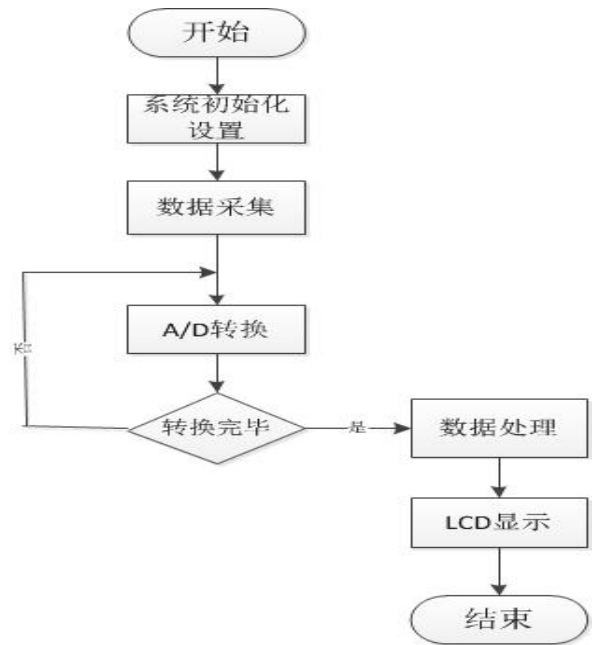 开始
系统初始化
设置
数据采集
A/D转换
否
转换完毕
是
数据处理
LCD显示
结束